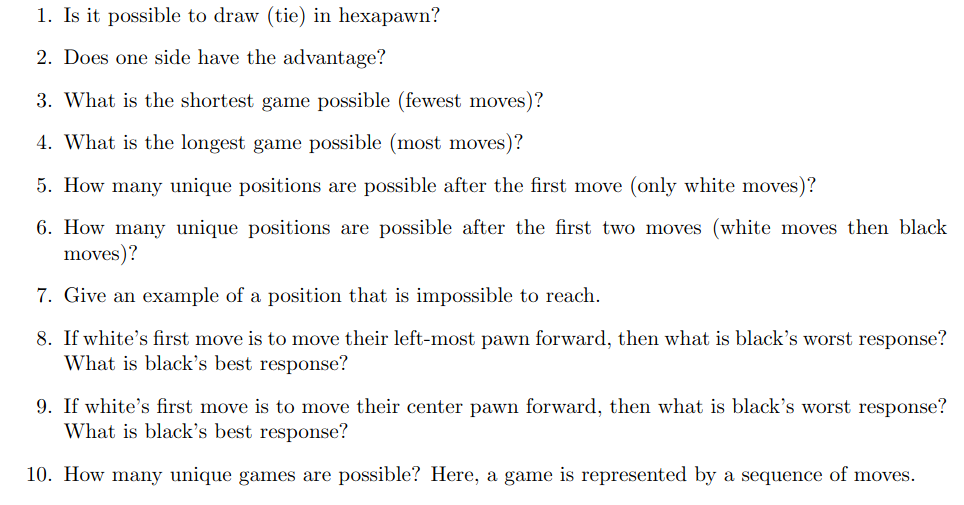 1. Is it possible to draw (tie) in hexapawn?
2. Does one side have the advantage?
3. What is the shortest game possible (fewest moves)?
4. What is the longest game possible (most moves)?
5. How many unique positions are possible after the first move (only white moves)?
6. How many unique positions are possible after the first two moves (white moves then black
moves)?
7. Give an example of a position that is impossible to reach.
8. If white's first move is to move their left-most pawn forward, then what is black's worst response?
What is black's best response?
9. If white's first move is to move their center pawn forward, then what is black's worst response?
What is black's best response?
10. How many unique games are possible? Here, a game is represented by a sequence of moves.